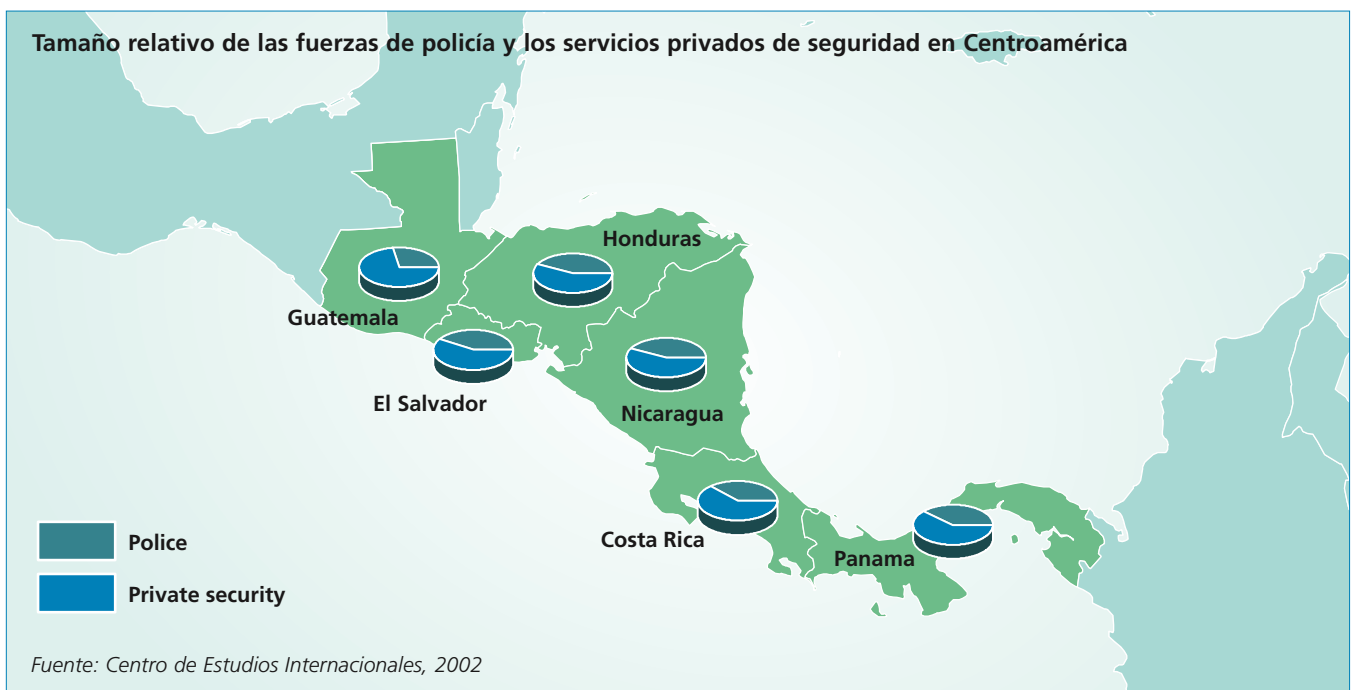 Tamaño relativo de las fuerzas de policía y los servicios privados de seguridad en Centroamérica
Honduras
Guatemala
El Salvador
Nicaragua
Costa Rica
Panama
Police
Private security
Fuente: Centro de Estudios Internacionales, 2002